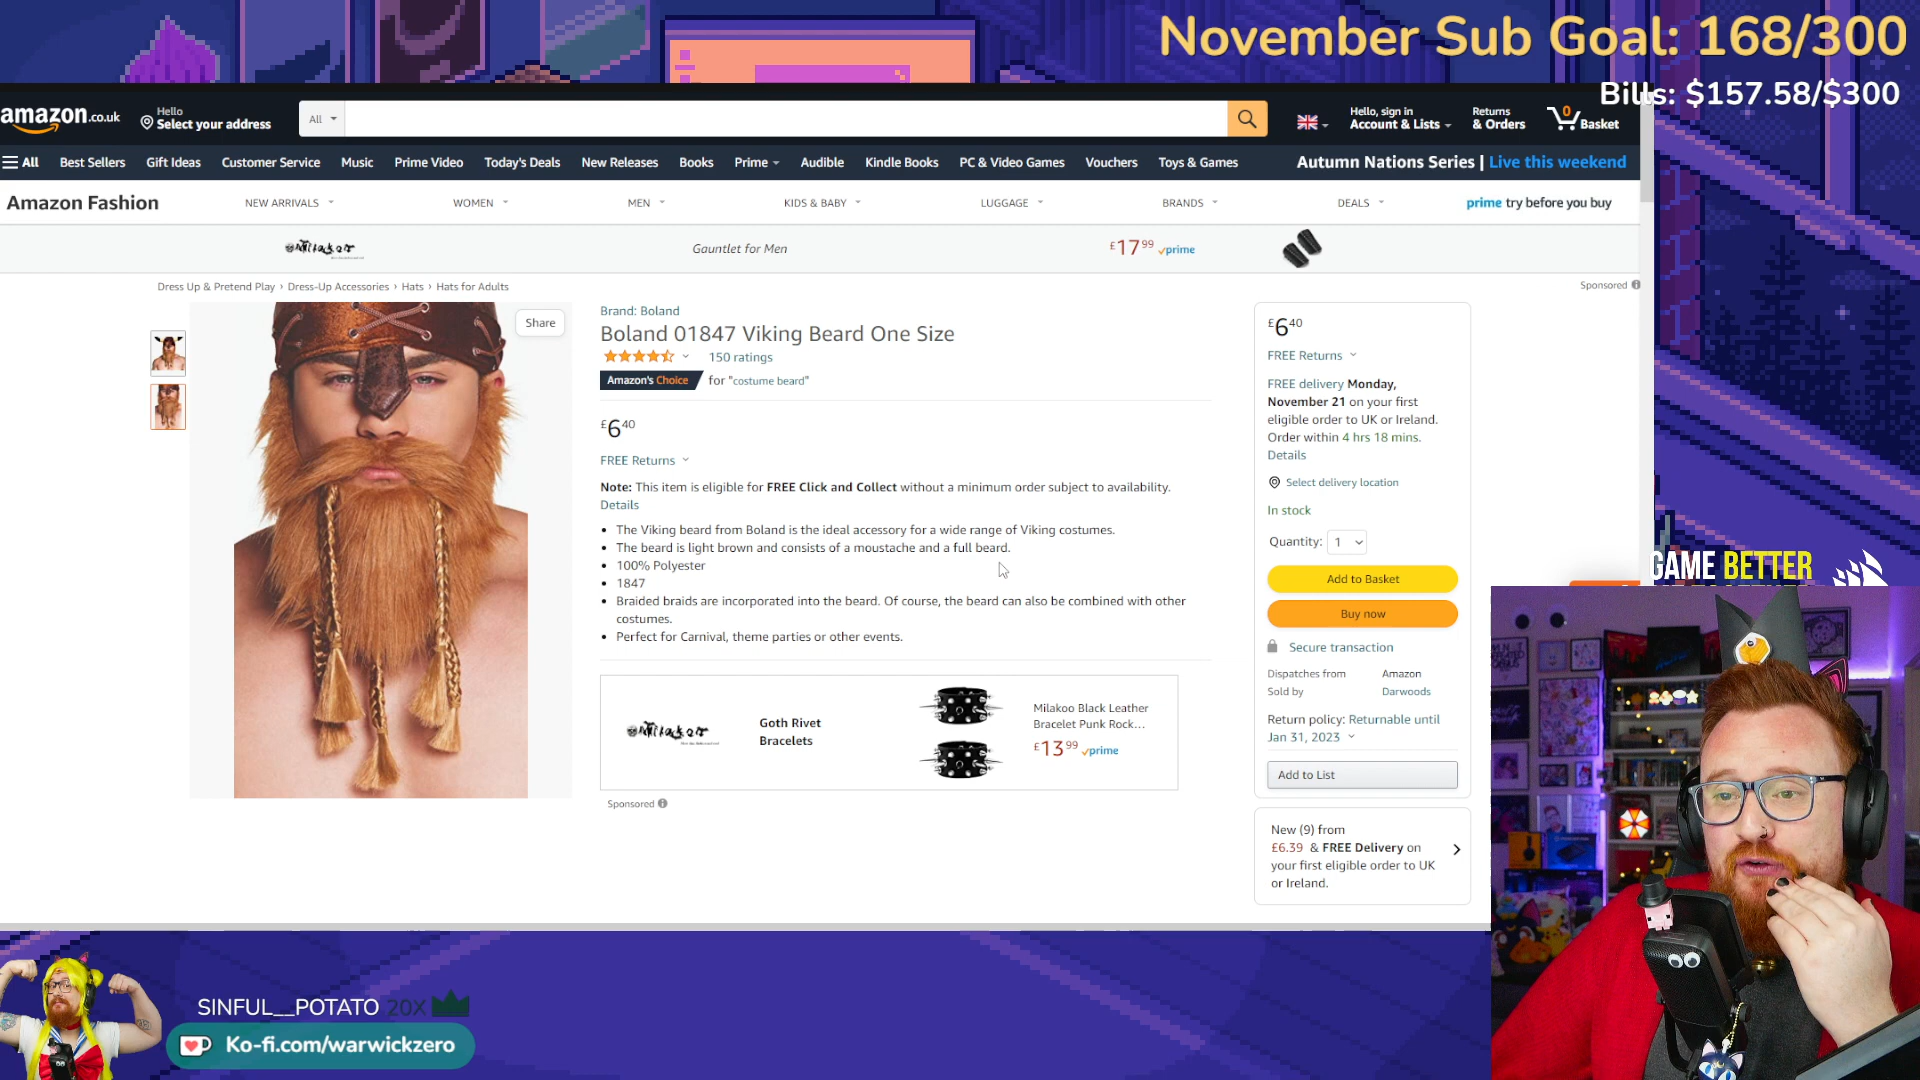 November Sub Goal: 168/300
Bills: $157.58/$300
amazon.co.uk
Hello
Select your address
All
Hello, sign in
Account & Lists
Returns
& Orders
0
Basket
All
Best Sellers
Gift Ideas
Customer Service
Music
Prime Video
Today's Deals
New Releases
Books
Prime
Audible
Kindle Books
PC & Video Games
Vouchers
Toys & Games
Autumn Nations Series | Live this weekend
Amazon Fashion
NEW ARRIVALS
WOMEN
MEN
KIDS & BABY
LUGGAGE
BRANDS
DEALS
prime try before you buy
Milakoo
Gauntlet for Men
£17 99 prime
Dress Up & Pretend Play › Dress-Up Accessories › Hats › Hats for Adults
Sponsored
Share
Brand: Boland
Boland 01847 Viking Beard One Size
150 ratings
Amazon's Choice for "costume beard"
£6 40
FREE Returns
Note: This item is eligible for FREE Click and Collect without a minimum order subject to availability.
Details
• The Viking beard from Boland is the ideal accessory for a wide range of Viking costumes.
• The beard is light brown and consists of a moustache and a full beard.
• 100% Polyester
• 1847
• Braided braids are incorporated into the beard. Of course, the beard can also be combined with other
costumes.
• Perfect for Carnival, theme parties or other events.
Milakoo
Goth Rivet
Bracelets
Milakoo Black Leather
Bracelet Punk Rock...
£13 99 prime
Sponsored
£6 40
FREE Returns
FREE delivery Monday,
November 21 on your first
eligible order to UK or Ireland.
Order within 4 hrs 18 mins.
Details
Select delivery location
In stock
Quantity: 1
Add to Basket
Buy now
Secure transaction
Dispatches from Amazon
Sold by Darwoods
Return policy: Returnable until
Jan 31, 2023
Add to List
New (9) from
£6.39 & FREE Delivery on
your first eligible order to UK
or Ireland.
GAME BETTER
SINFUL__POTATO 20X
Ko-fi.com/warwickzero